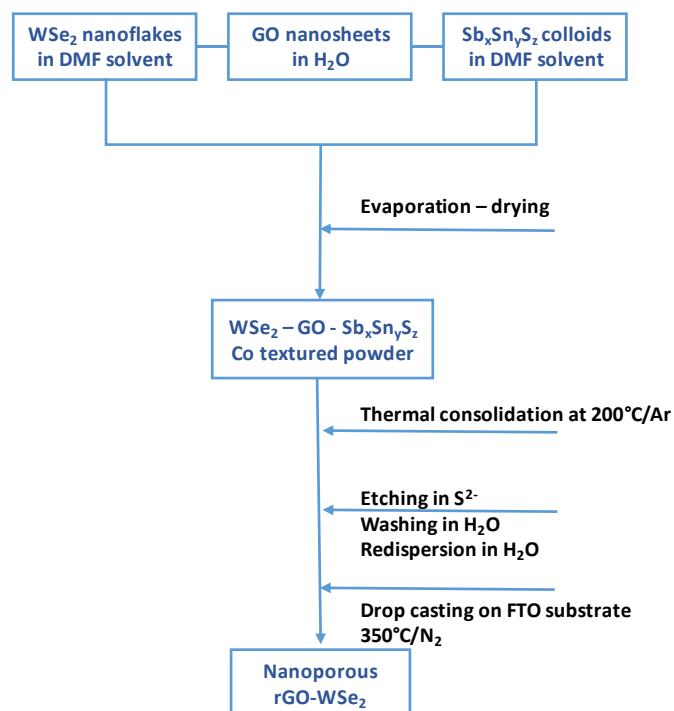 WSe₂ nanoflakes
in DMF solvent
GO nanosheets
in H₂O
SbₓSnᵧS₂ colloids
in DMF solvent
Evaporation – drying
WSe₂ – GO - SbₓSnᵧS_z
Co textured powder
Thermal consolidation at 200°C/Ar
Etching in S²⁻
Washing in H₂O
Redispersion in H₂O
Drop casting on FTO substrate
350°C/N₂
Nanoporous
rGO-WSe₂